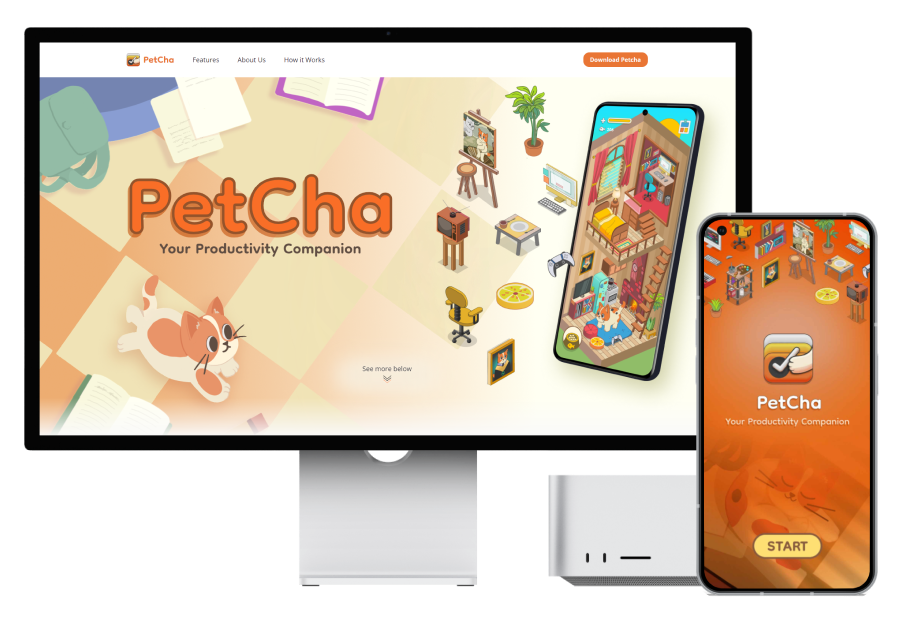 PetCha
Features
About Us
How it Works
Download Petcha
PetCha
Your Productivity Companion
See more below
PetCha
Your Productivity Companion
START